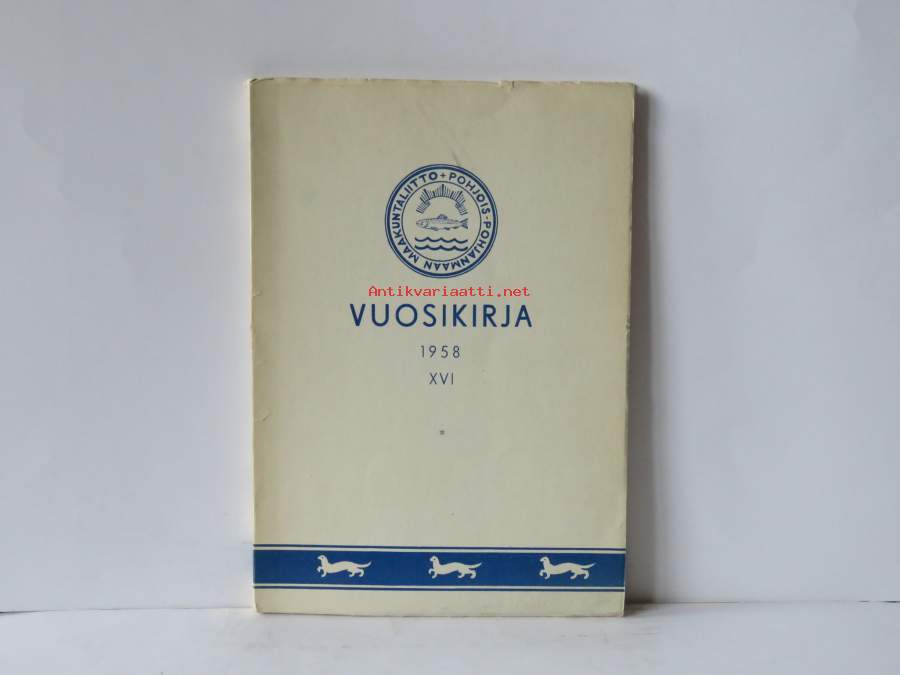 MAAKUNTALIITTO + POHJOIS-POHJANMAAN
Antikvariaatti.net
VUOSIKIRJA
1958
XVI
*